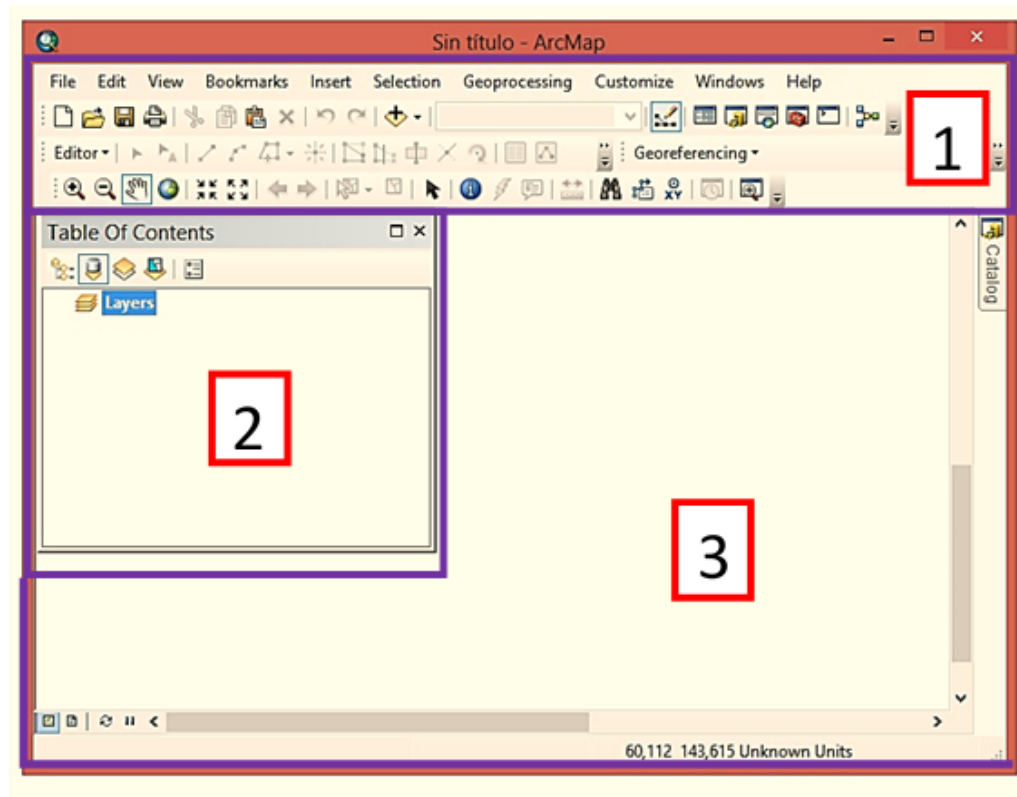 Sin título - ArcMap
File Edit View Bookmarks Insert Selection Geoprocessing Customize Windows Help
1
Editor Georeferencing
Table Of Contents
Catalog
Layers
2
3
60,112 143,615 Unknown Units